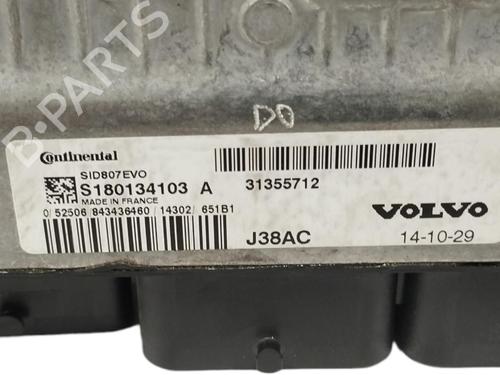 B-PARTS
DO
Continental
SID807EVO
S180134103 A
MADE IN FRANCE
0 52506 843436460 14302 651B1
31355712
VOLVO
J38AC
14-10-29